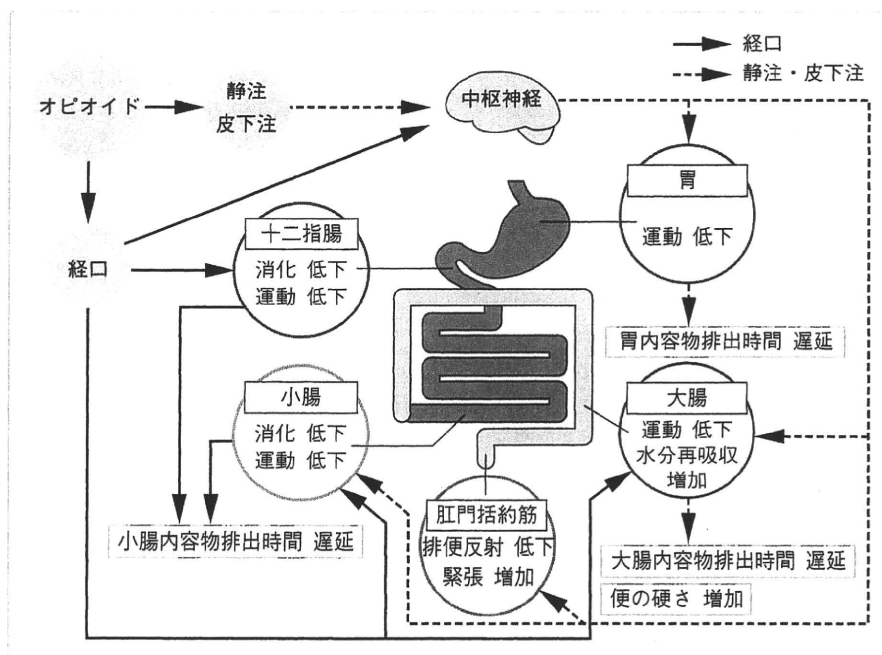 経口
静注・皮下注
オピオイド
静注
皮下注
中枢神経
胃
運動 低下
十二指腸
消化 低下
運動 低下
経口
胃内容物排出時間 遅延
小腸
消化 低下
運動 低下
大腸
運動 低下
水分再吸収
増加
肛門括約筋
排便反射 低下
緊張 増加
小腸内容物排出時間 遅延
大腸内容物排出時間 遅延
便の硬さ 増加